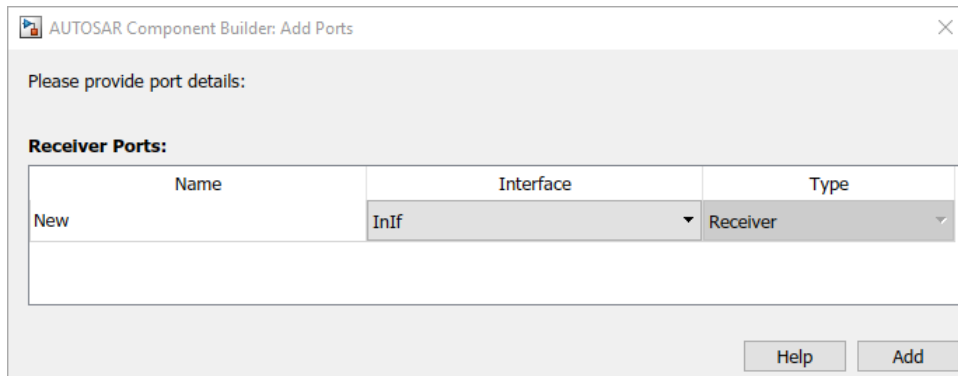 AUTOSAR Component Builder: Add Ports
Please provide port details:
Receiver Ports:
Name Interface Type
New InIf Receiver
Help Add